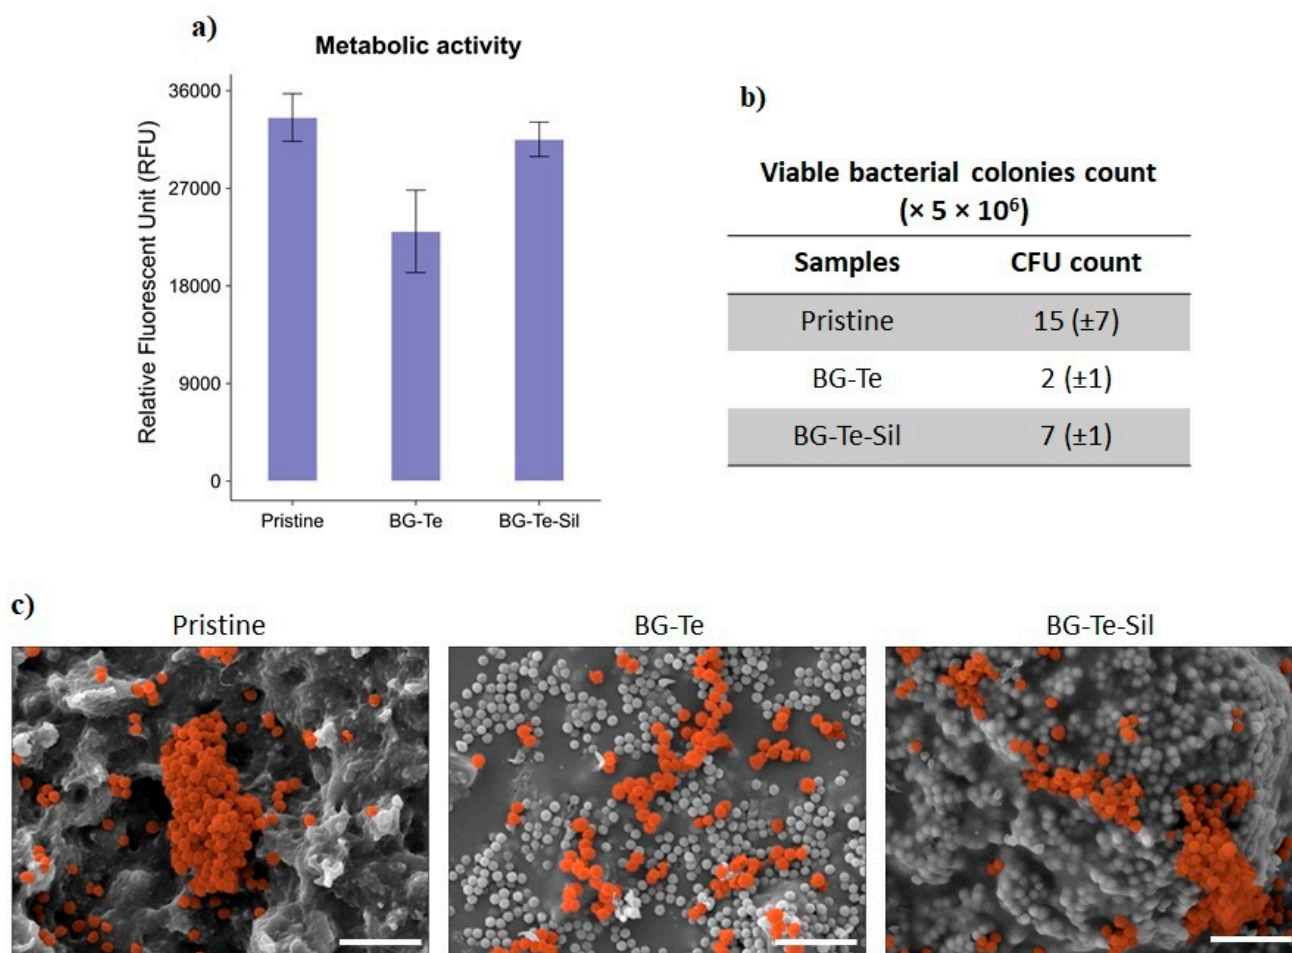 a)
Metabolic activity
Relative Fluorescent Unit (RFU)
36000
27000
18000
9000
0
Pristine BG-Te BG-Te-Sil
b)
Viable bacterial colonies count
(× 5 × 10⁶)
Samples CFU count
Pristine 15 (±7)
BG-Te 2 (±1)
BG-Te-Sil 7 (±1)
c)
Pristine BG-Te BG-Te-Sil